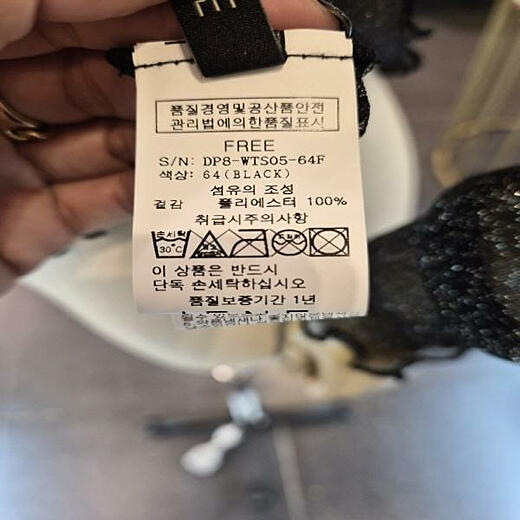 품질경영및공산품안전
관리법에의한품질표시
FREE
S/N: DP8-WTS05-64F
색상: 64(BLACK)
섬유의 조성
겉감 폴리에스터 100%
취급시주의사항
손세탁
30°C
이 상품은 반드시
단독 손세탁하십시오
품질보증기간 1년